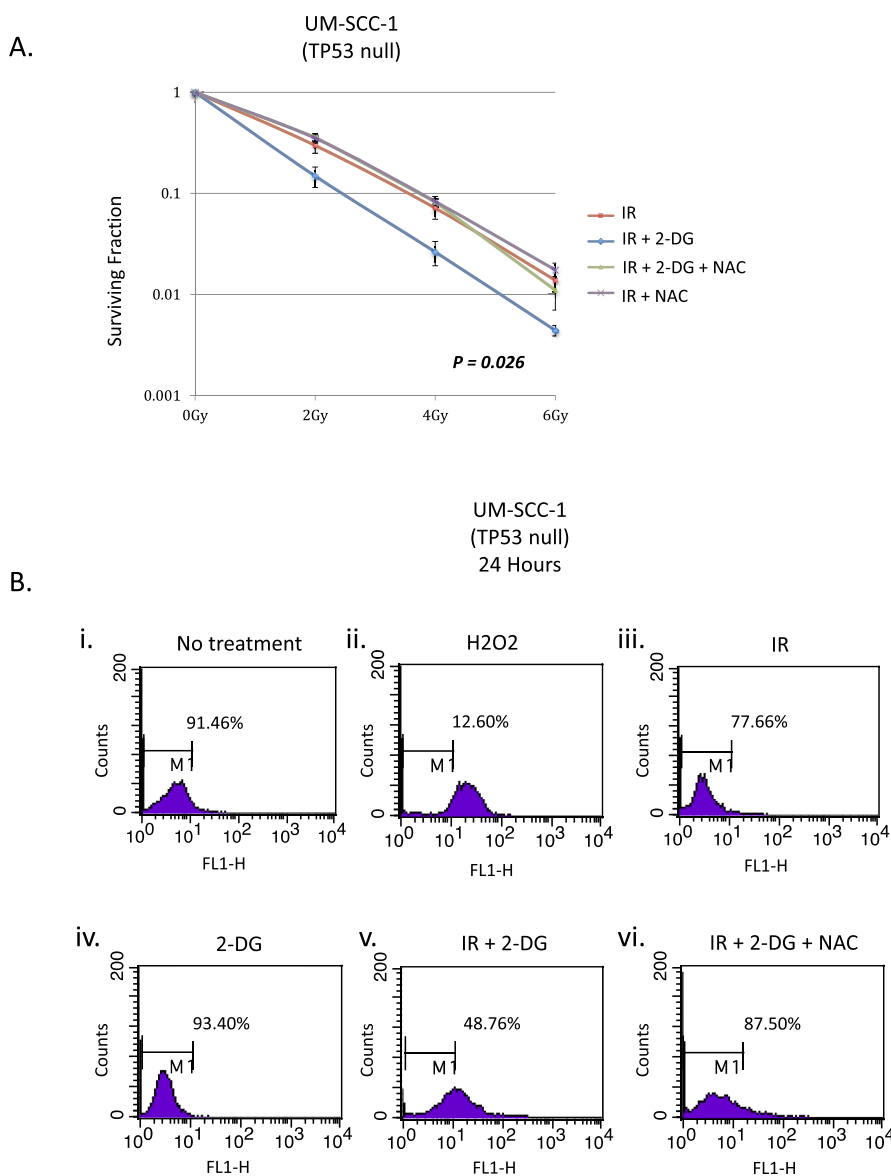 A.
UM-SCC-1
(TP53 null)
Surviving Fraction
1
0.1
0.01
0.001
0Gy
2Gy
4Gy
6Gy
P = 0.026
IR
IR + 2-DG
IR + 2-DG + NAC
IR + NAC
UM-SCC-1
(TP53 null)
24 Hours
B.
i.
No treatment
200
Counts
0
91.46%
M 1
10^0 10^1 10^2 10^3 10^4
FL1-H
ii.
H2O2
200
Counts
0
12.60%
M 1
10^0 10^1 10^2 10^3 10^4
FL1-H
iii.
IR
200
Counts
0
77.66%
M 1
10^0 10^1 10^2 10^3 10^4
FL1-H
iv.
2-DG
200
Counts
0
93.40%
M 1
10^0 10^1 10^2 10^3 10^4
FL1-H
v.
IR + 2-DG
200
Counts
0
48.76%
M 1
10^0 10^1 10^2 10^3 10^4
FL1-H
vi.
IR + 2-DG + NAC
200
Counts
0
87.50%
M 1
10^0 10^1 10^2 10^3 10^4
FL1-H